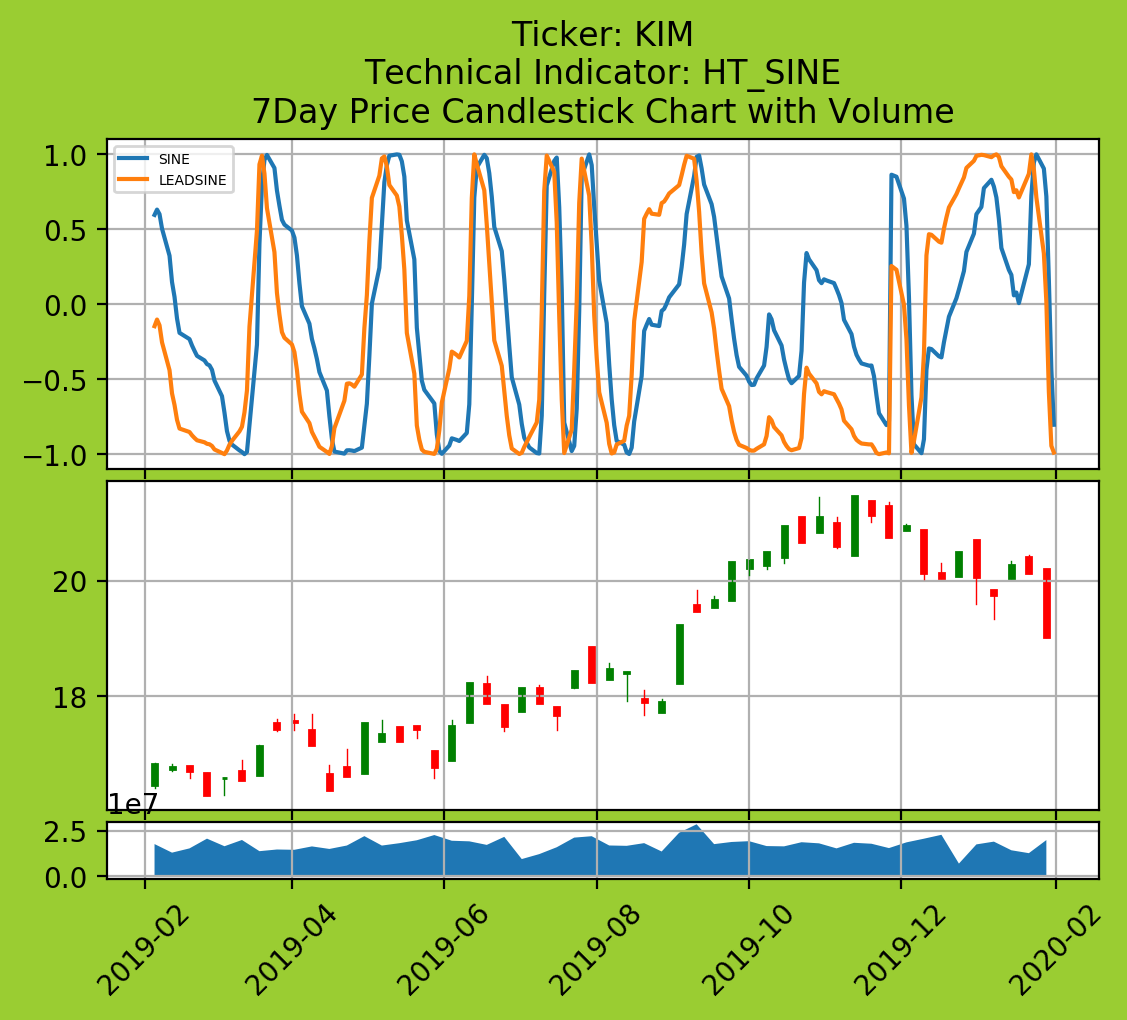 Ticker: KIM
Technical Indicator: HT_SINE
7Day Price Candlestick Chart with Volume
SINE
LEADSINE
1.0
0.5
0.0
−0.5
−1.0
20
18
1e7
2.5
0.0
2019-02
2019-04
2019-06
2019-08
2019-10
2019-12
2020-02